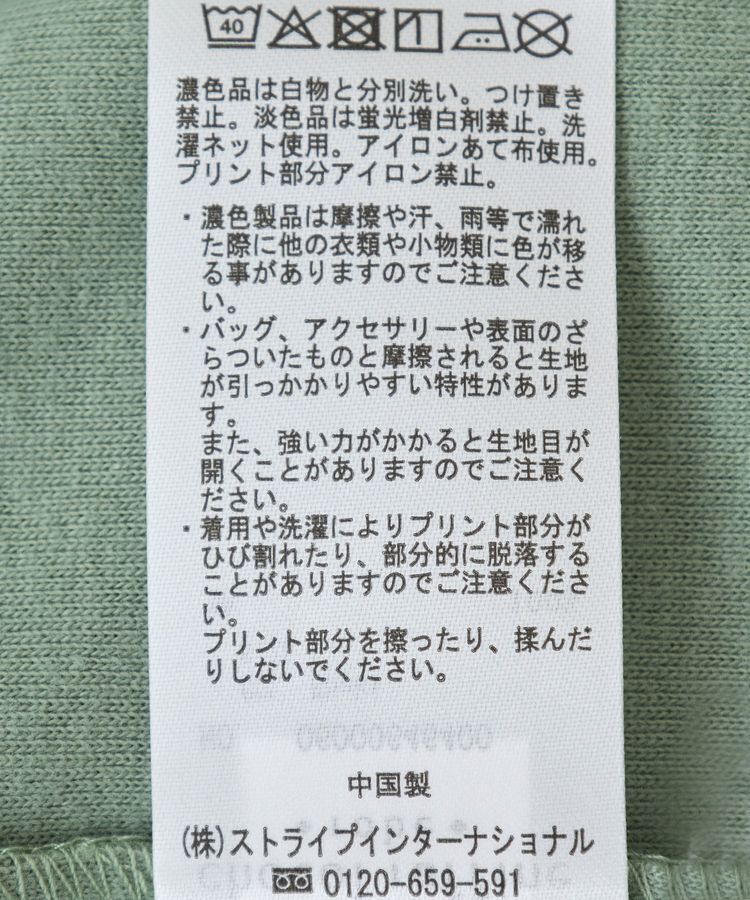 40
濃色品は白物と分別洗い。つけ置き
禁止。淡色品は蛍光増白剤禁止。洗
濯ネット使用。アイロンあて布使用。
プリント部分アイロン禁止。
・濃色製品は摩擦や汗、雨等で濡れ
た際に他の衣類や小物類に色が移
る事がありますのでご注意くださ
い。
・バッグ、アクセサリーや表面のざ
らついたものと摩擦されると生地
が引っかかりやすい特性がありま
す。
また、強い力がかかると生地目が
開くことがありますのでご注意く
ださい。
・着用や洗濯によりプリント部分が
ひび割れたり、部分的に脱落する
ことがありますのでご注意くださ
い。
プリント部分を擦ったり、揉んだ
りしないでください。
中国製
(株)ストライプインターナショナル
0120-659-591